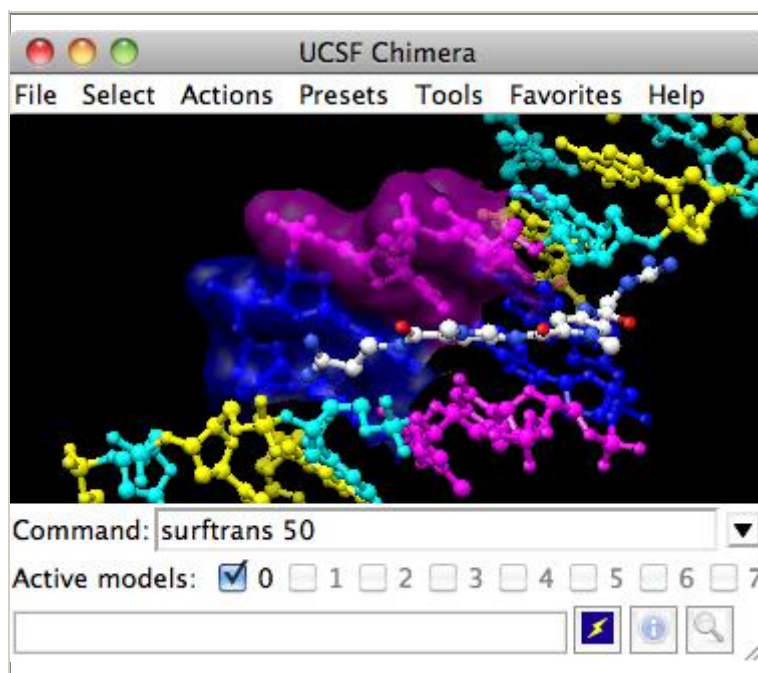 UCSF Chimera
File Select Actions Presets Tools Favorites Help
Command: surftrans 50
Active models: 0 1 2 3 4 5 6 7